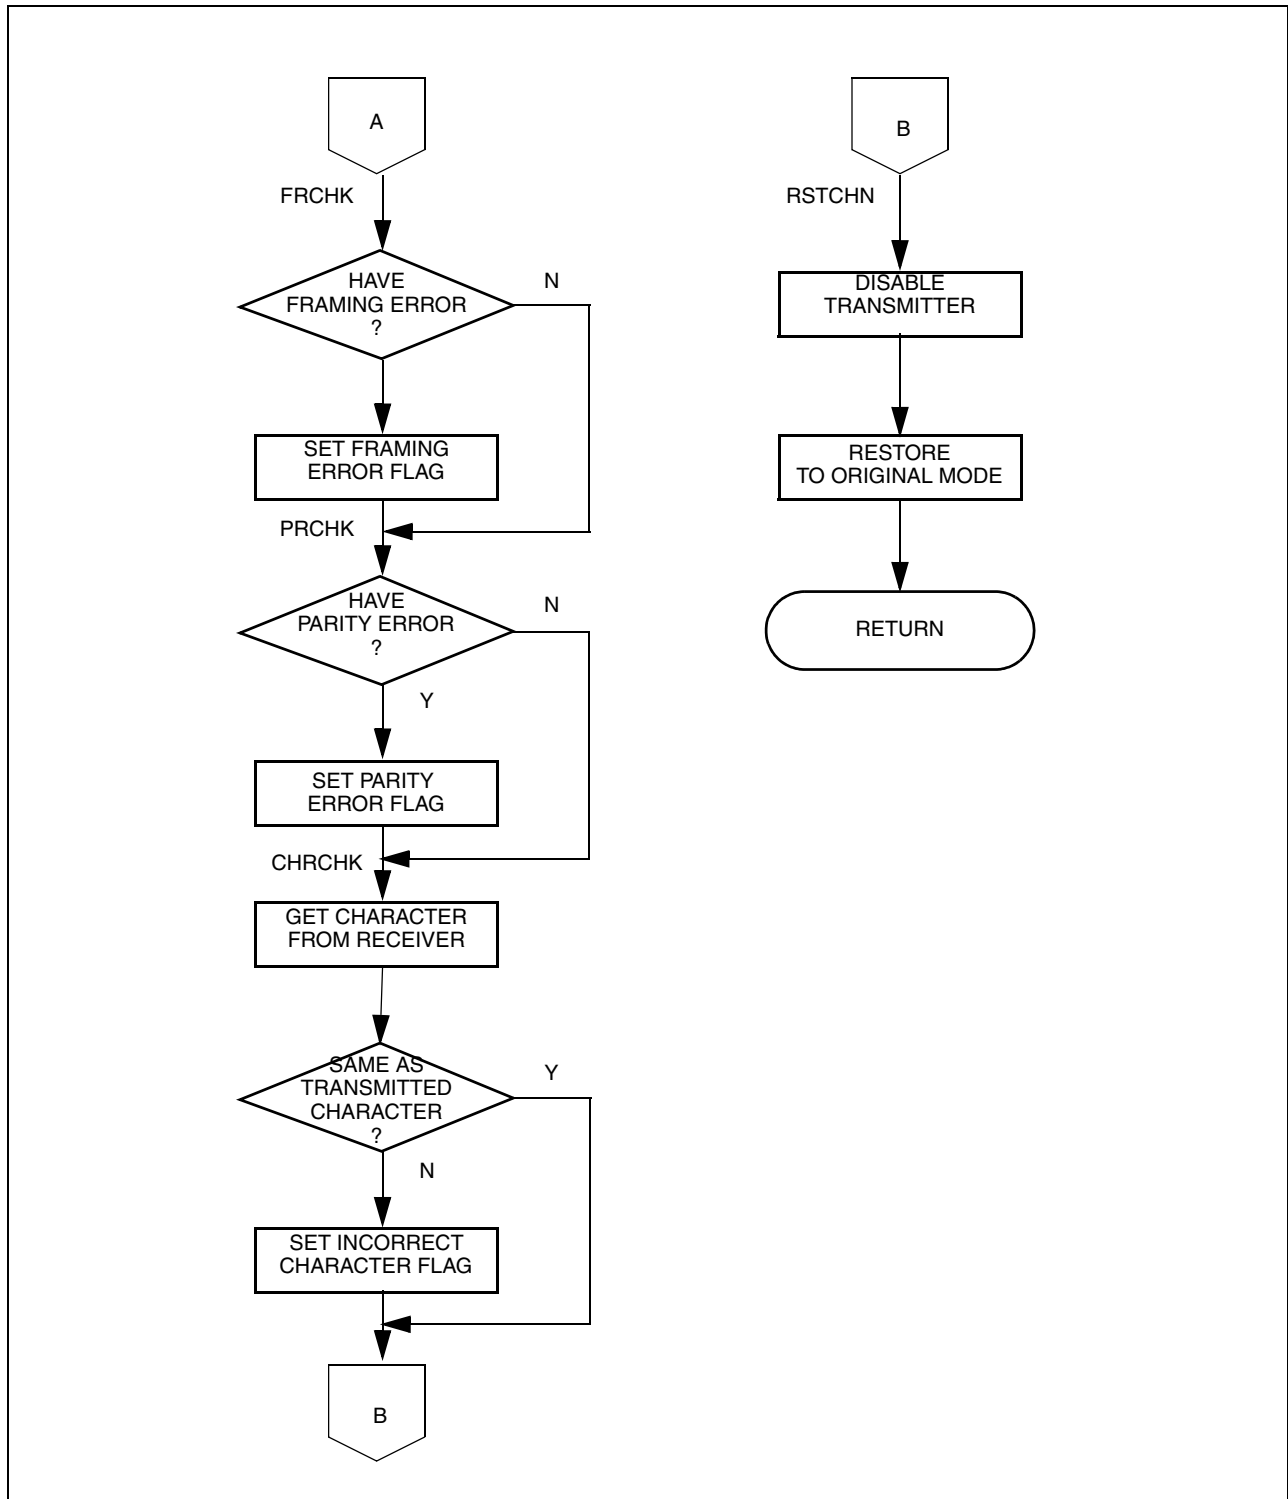 A
FRCHK
HAVE
FRAMING ERROR
?
N
SET FRAMING
ERROR FLAG
PRCHK
HAVE
PARITY ERROR
?
N
Y
SET PARITY
ERROR FLAG
CHRCHK
GET CHARACTER
FROM RECEIVER
SAME AS
TRANSMITTED
CHARACTER
?
Y
N
SET INCORRECT
CHARACTER FLAG
B
B
RSTCHN
DISABLE
TRANSMITTER
RESTORE
TO ORIGINAL MODE
RETURN